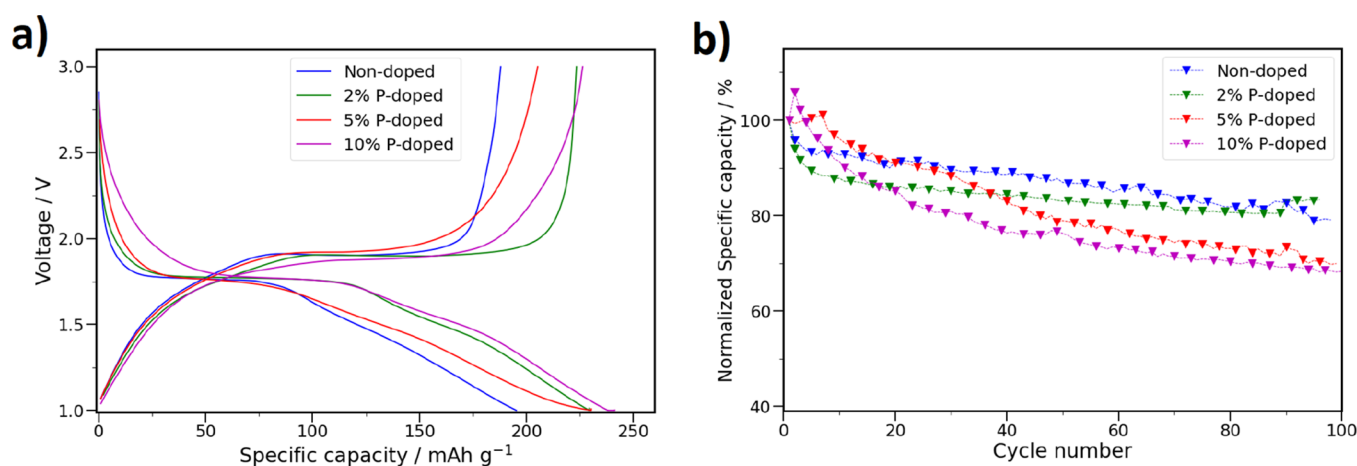 a)
3.0
2.5
2.0
1.5
1.0
Voltage / V
Non-doped
2% P-doped
5% P-doped
10% P-doped
0 50 100 150 200 250
Specific capacity / mAh g⁻¹
b)
100
80
60
40
Normalized Specific capacity / %
Non-doped
2% P-doped
5% P-doped
10% P-doped
0 20 40 60 80 100
Cycle number